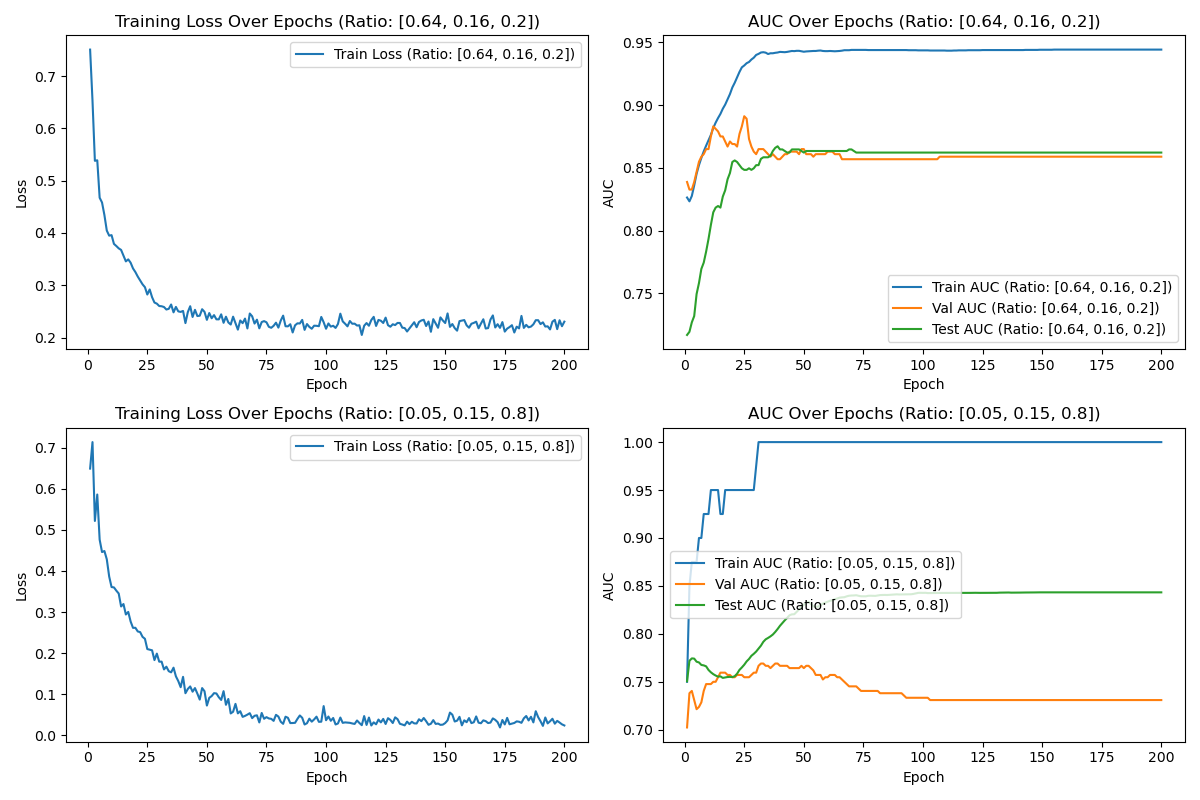 Training Loss Over Epochs (Ratio: [0.64, 0.16, 0.2])
Train Loss (Ratio: [0.64, 0.16, 0.2])
0.7
0.6
0.5
0.4
0.3
0.2
Loss
0 25 50 75 100 125 150 175 200
Epoch
AUC Over Epochs (Ratio: [0.64, 0.16, 0.2])
0.95
0.90
0.85
0.80
0.75
AUC
Train AUC (Ratio: [0.64, 0.16, 0.2])
Val AUC (Ratio: [0.64, 0.16, 0.2])
Test AUC (Ratio: [0.64, 0.16, 0.2])
0 25 50 75 100 125 150 175 200
Epoch
Training Loss Over Epochs (Ratio: [0.05, 0.15, 0.8])
Train Loss (Ratio: [0.05, 0.15, 0.8])
0.7
0.6
0.5
0.4
0.3
0.2
0.1
0.0
Loss
0 25 50 75 100 125 150 175 200
Epoch
AUC Over Epochs (Ratio: [0.05, 0.15, 0.8])
1.00
0.95
0.90
0.85
0.80
0.75
0.70
AUC
Train AUC (Ratio: [0.05, 0.15, 0.8])
Val AUC (Ratio: [0.05, 0.15, 0.8])
Test AUC (Ratio: [0.05, 0.15, 0.8])
0 25 50 75 100 125 150 175 200
Epoch